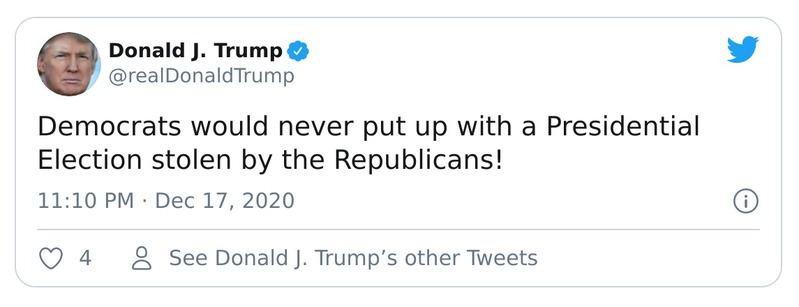 Donald J. Trump
@realDonaldTrump
Democrats would never put up with a Presidential
Election stolen by the Republicans!
11:10 PM · Dec 17, 2020
4
See Donald J. Trump’s other Tweets